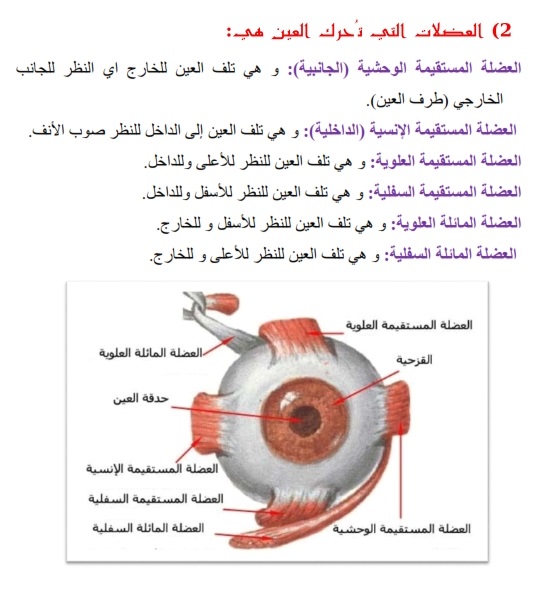 2) العضلات التي تُحرك العين هي:
العضلة المستقيمة الوحشية (الجانبية): و هي تلف العين للخارج اي النظر للجانب
الخارجي (طرف العين).
العضلة المستقيمة الإنسية (الداخلية): و هي تلف العين إلى الداخل للنظر صوب الأنف.
العضلة المستقيمة العلوية: و هي تلف العين للنظر للأعلى وللداخل.
العضلة المستقيمة السفلية: و هي تلف العين للنظر للأسفل وللداخل.
العضلة المائلة العلوية: و هي تلف العين للنظر للأسفل و للخارج.
العضلة المائلة السفلية: و هي تلف العين للنظر للأعلى و للخارج.
العضلة المستقيمة العلوية
العضلة المائلة العلوية
القزحية
حدقة العين
العضلة المستقيمة الإنسية
العضلة المستقيمة السفلية
العضلة المستقيمة الوحشية
العضلة المائلة السفلية